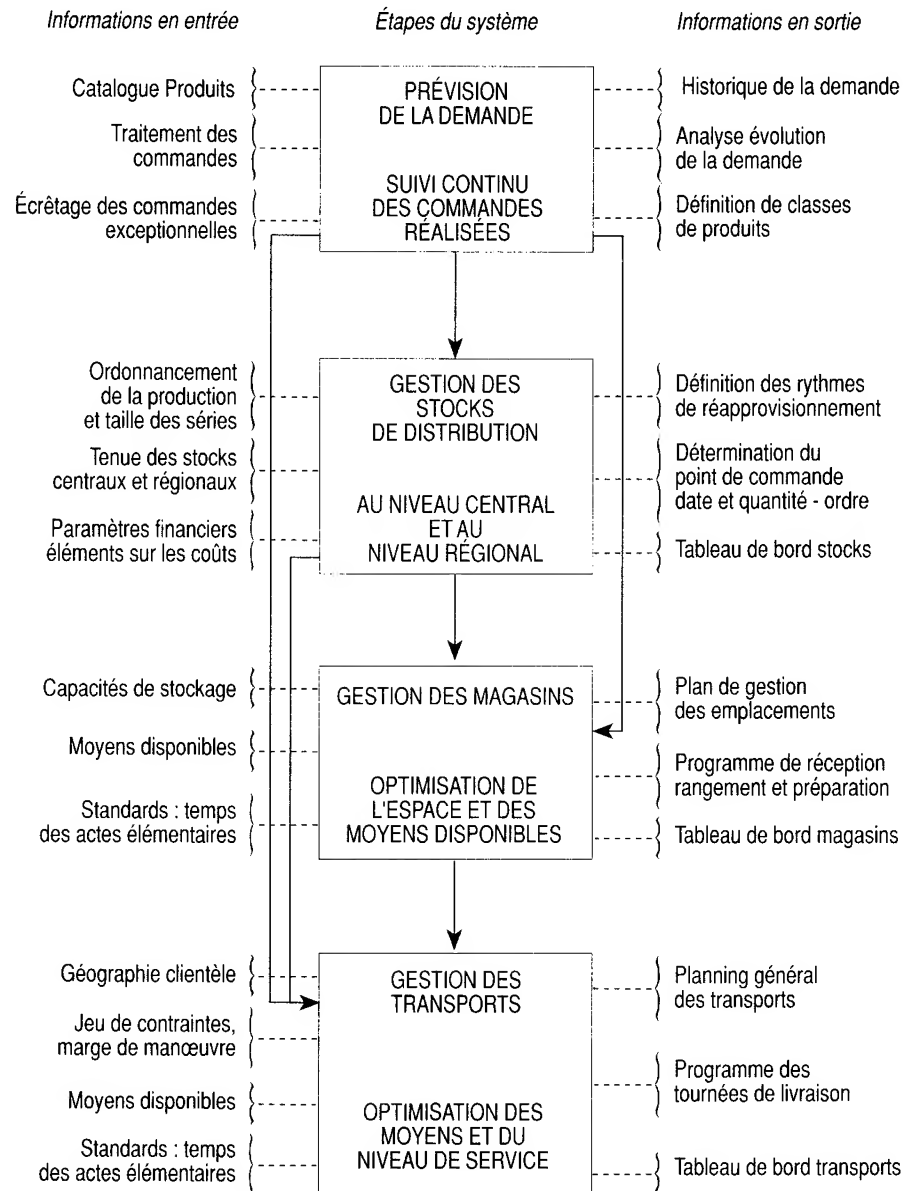 Informations en entrée
Étapes du système
Informations en sortie
Catalogue Produits
Traitement des
commandes
Écrêtage des commandes
exceptionnelles
PRÉVISION
DE LA DEMANDE
SUIVI CONTINU
DES COMMANDES
RÉALISÉES
Historique de la demande
Analyse évolution
de la demande
Définition de classes
de produits
Ordonnancement
de la production
et taille des séries
Tenue des stocks
centraux et régionaux
Paramètres financiers
éléments sur les coûts
GESTION DES
STOCKS
DE DISTRIBUTION
AU NIVEAU CENTRAL
ET AU
NIVEAU RÉGIONAL
Définition des rythmes
de réapprovisionnement
Détermination du
point de commande
date et quantité - ordre
Tableau de bord stocks
Capacités de stockage
Moyens disponibles
Standards : temps
des actes élémentaires
GESTION DES MAGASINS
OPTIMISATION DE
L'ESPACE ET DES
MOYENS DISPONIBLES
Plan de gestion
des emplacements
Programme de réception
rangement et préparation
Tableau de bord magasins
Géographie clientèle
Jeu de contraintes,
marge de manœuvre
Moyens disponibles
Standards : temps
des actes élémentaires
GESTION DES
TRANSPORTS
OPTIMISATION DES
MOYENS ET DU
NIVEAU DE SERVICE
Planning général
des transports
Programme des
tournées de livraison
Tableau de bord transports